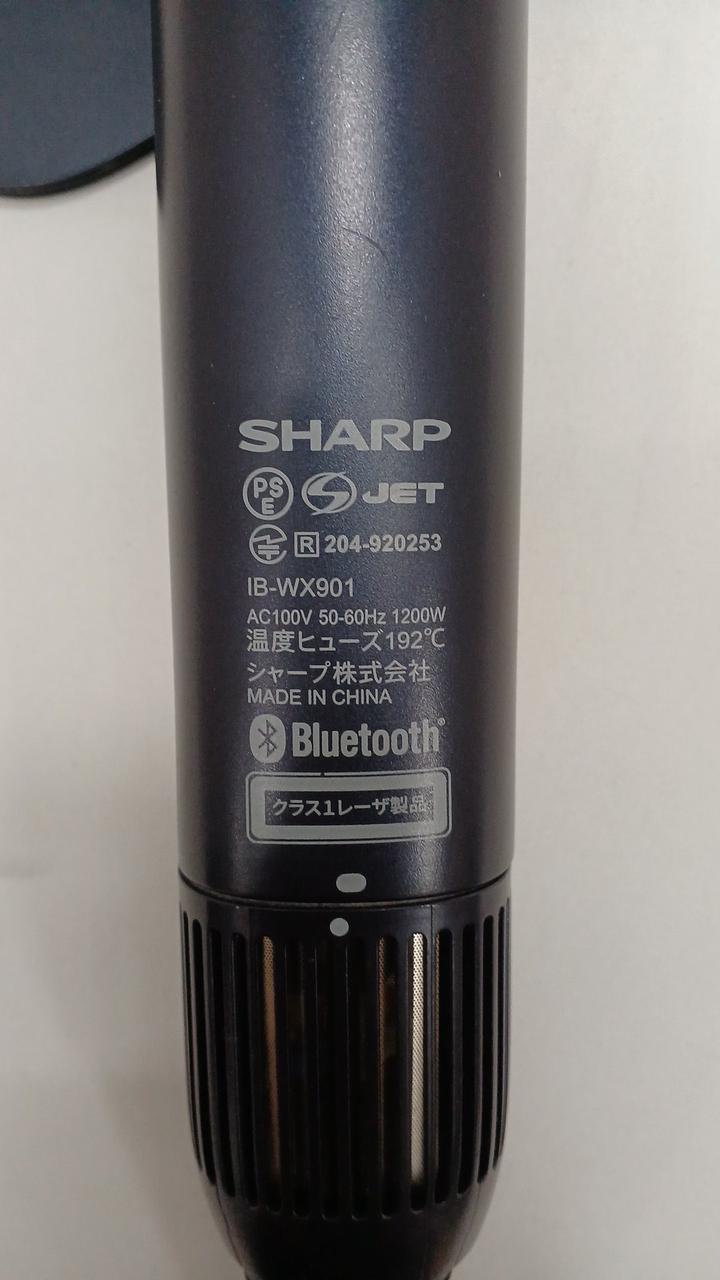 SHARP
PSE JET
R 204-920253
IB-WX901
AC100V 50-60Hz 1200W
温度ヒューズ192℃
シャープ株式会社
MADE IN CHINA
Bluetooth®
クラス1レーザ製品